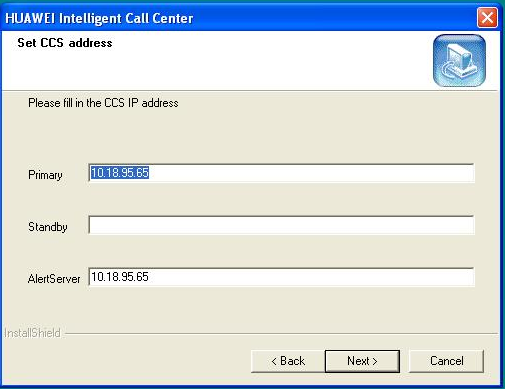 HUAWEI Intelligent Call Center
Set CCS address
Please fill in the CCS IP address
Primary 10.18.95.65
Standby
AlertServer 10.18.95.65
InstallShield
< Back Next > Cancel